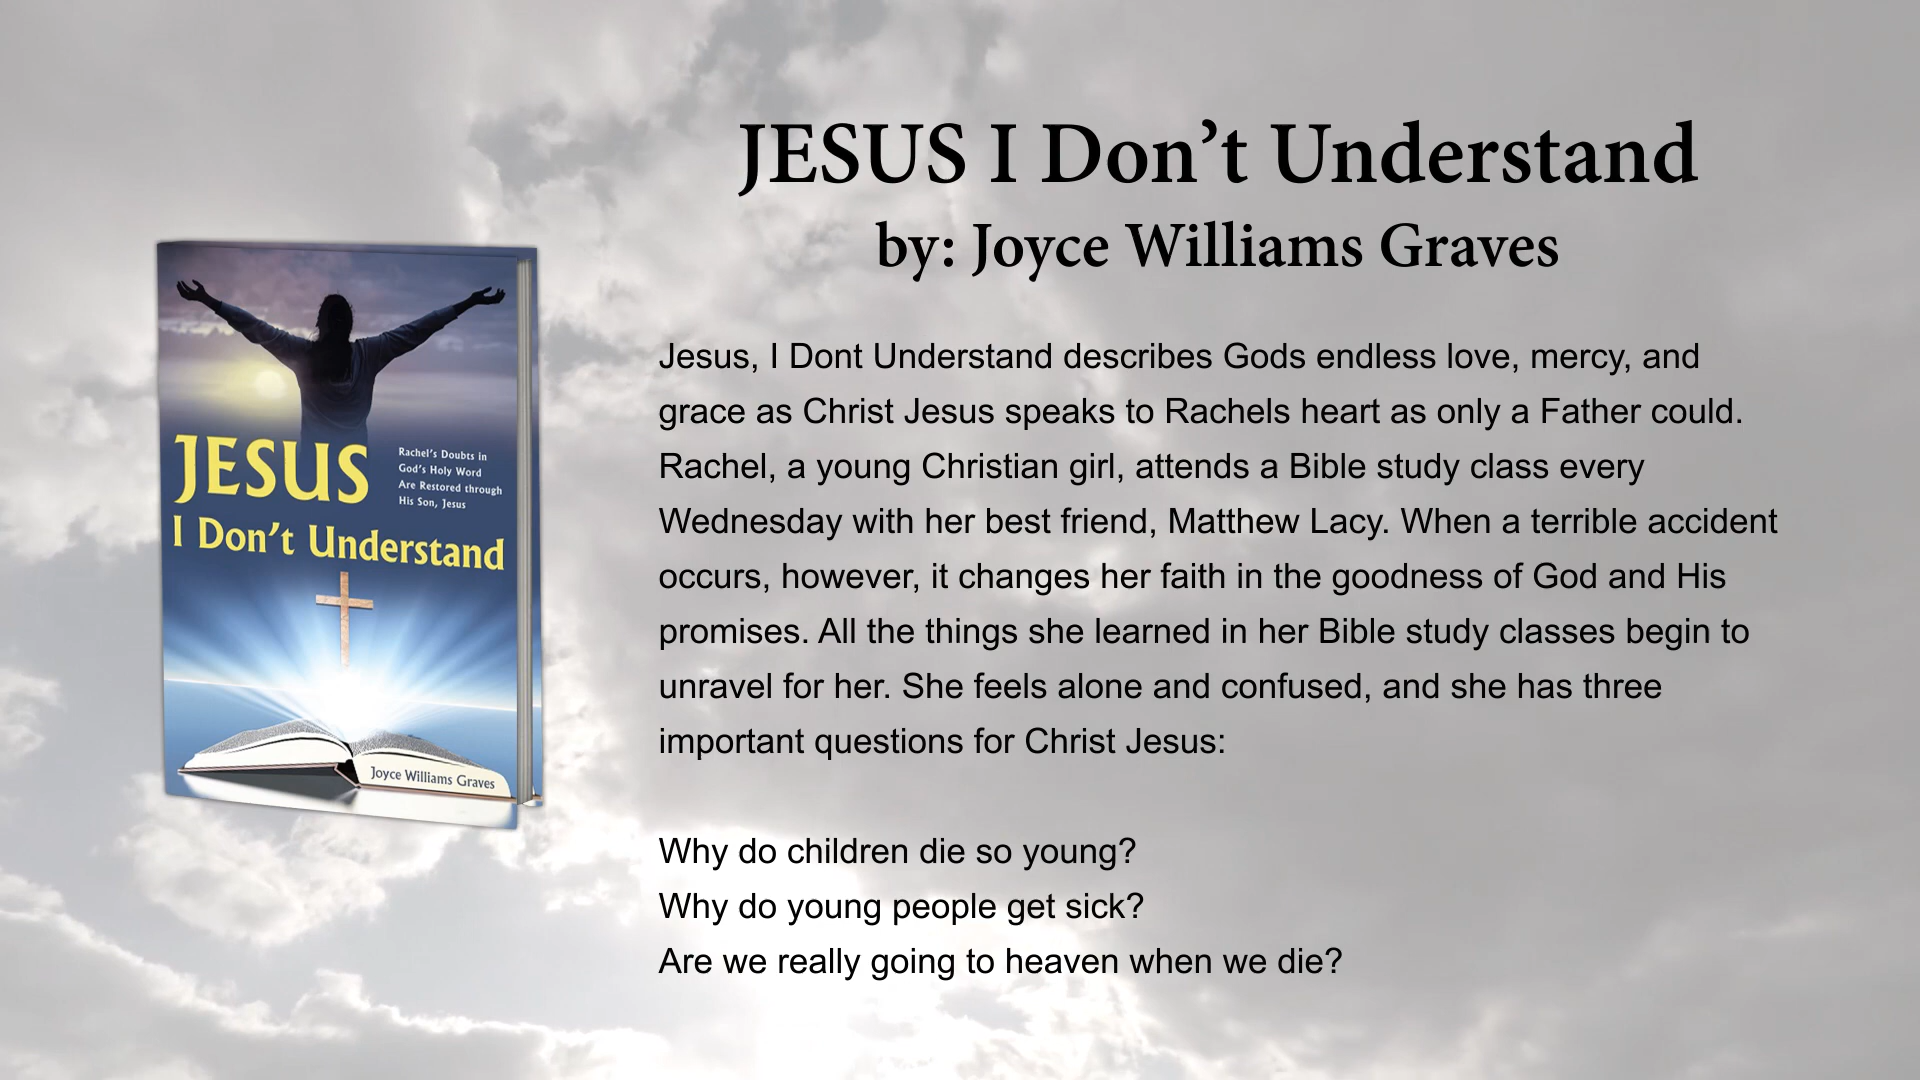 JESUS I Don’t Understand
by: Joyce Williams Graves
JESUS
Rachel’s Doubts in
God’s Holy Word
Are Restored through
His Son, Jesus
I Don’t Understand
Joyce Williams Graves
Jesus, I Dont Understand describes Gods endless love, mercy, and
grace as Christ Jesus speaks to Rachels heart as only a Father could.
Rachel, a young Christian girl, attends a Bible study class every
Wednesday with her best friend, Matthew Lacy. When a terrible accident
occurs, however, it changes her faith in the goodness of God and His
promises. All the things she learned in her Bible study classes begin to
unravel for her. She feels alone and confused, and she has three
important questions for Christ Jesus:
Why do children die so young?
Why do young people get sick?
Are we really going to heaven when we die?